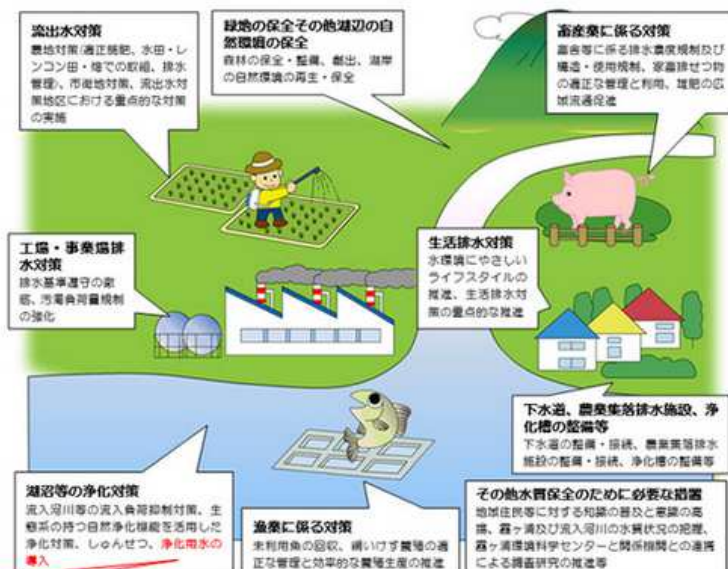 流出水対策
農地対策(適正施肥、水田・レ
ンコン田・畑での取組、排水
管理)、市街地対策、流出水対
策地区における重点的な対策
の実施
緑地の保全その他湖辺の自
然環境の保全
森林の保全・整備、創出、湖岸
の自然環境の再生・保全
畜産業に係る対策
畜舎等に係る排水濃度規制及び
構造・使用規制、家畜排せつ物
の適正な管理と利用、堆肥の広
域流通促進
工場・事業場排
水対策
排水基準遵守の徹
底、汚濁負荷量規制
の強化
生活排水対策
水環境にやさしい
ライフスタイルの
推進、生活排水対
策の重点的な推進
下水道、農業集落排水施設、浄
化槽の整備等
下水道の整備・接続、農業集落排水
施設の整備・接続、浄化槽の整備等
湖沼等の浄化対策
流入河川等の流入負荷抑制対策、生
態系の持つ自然浄化機能を活用した
浄化対策、しゅんせつ、浄化用水の
導入
漁業に係る対策
未利用魚の回収、網いけす養殖の適
正な管理と効率的な養殖生産の推進
その他水質保全のために必要な措置
地域住民等に対する知識の普及と意識の高
揚、霞ヶ浦及び流入河川の水質状況の把握、
霞ヶ浦環境科学センターと関係機関との連携
による調査研究の推進等